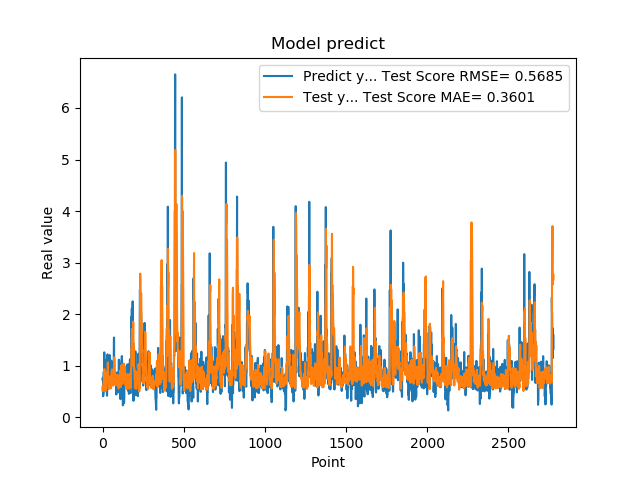 Model predict
Predict y... Test Score RMSE= 0.5685
Test y... Test Score MAE= 0.3601
6
5
4
3
2
1
0
Real value
0 500 1000 1500 2000 2500
Point